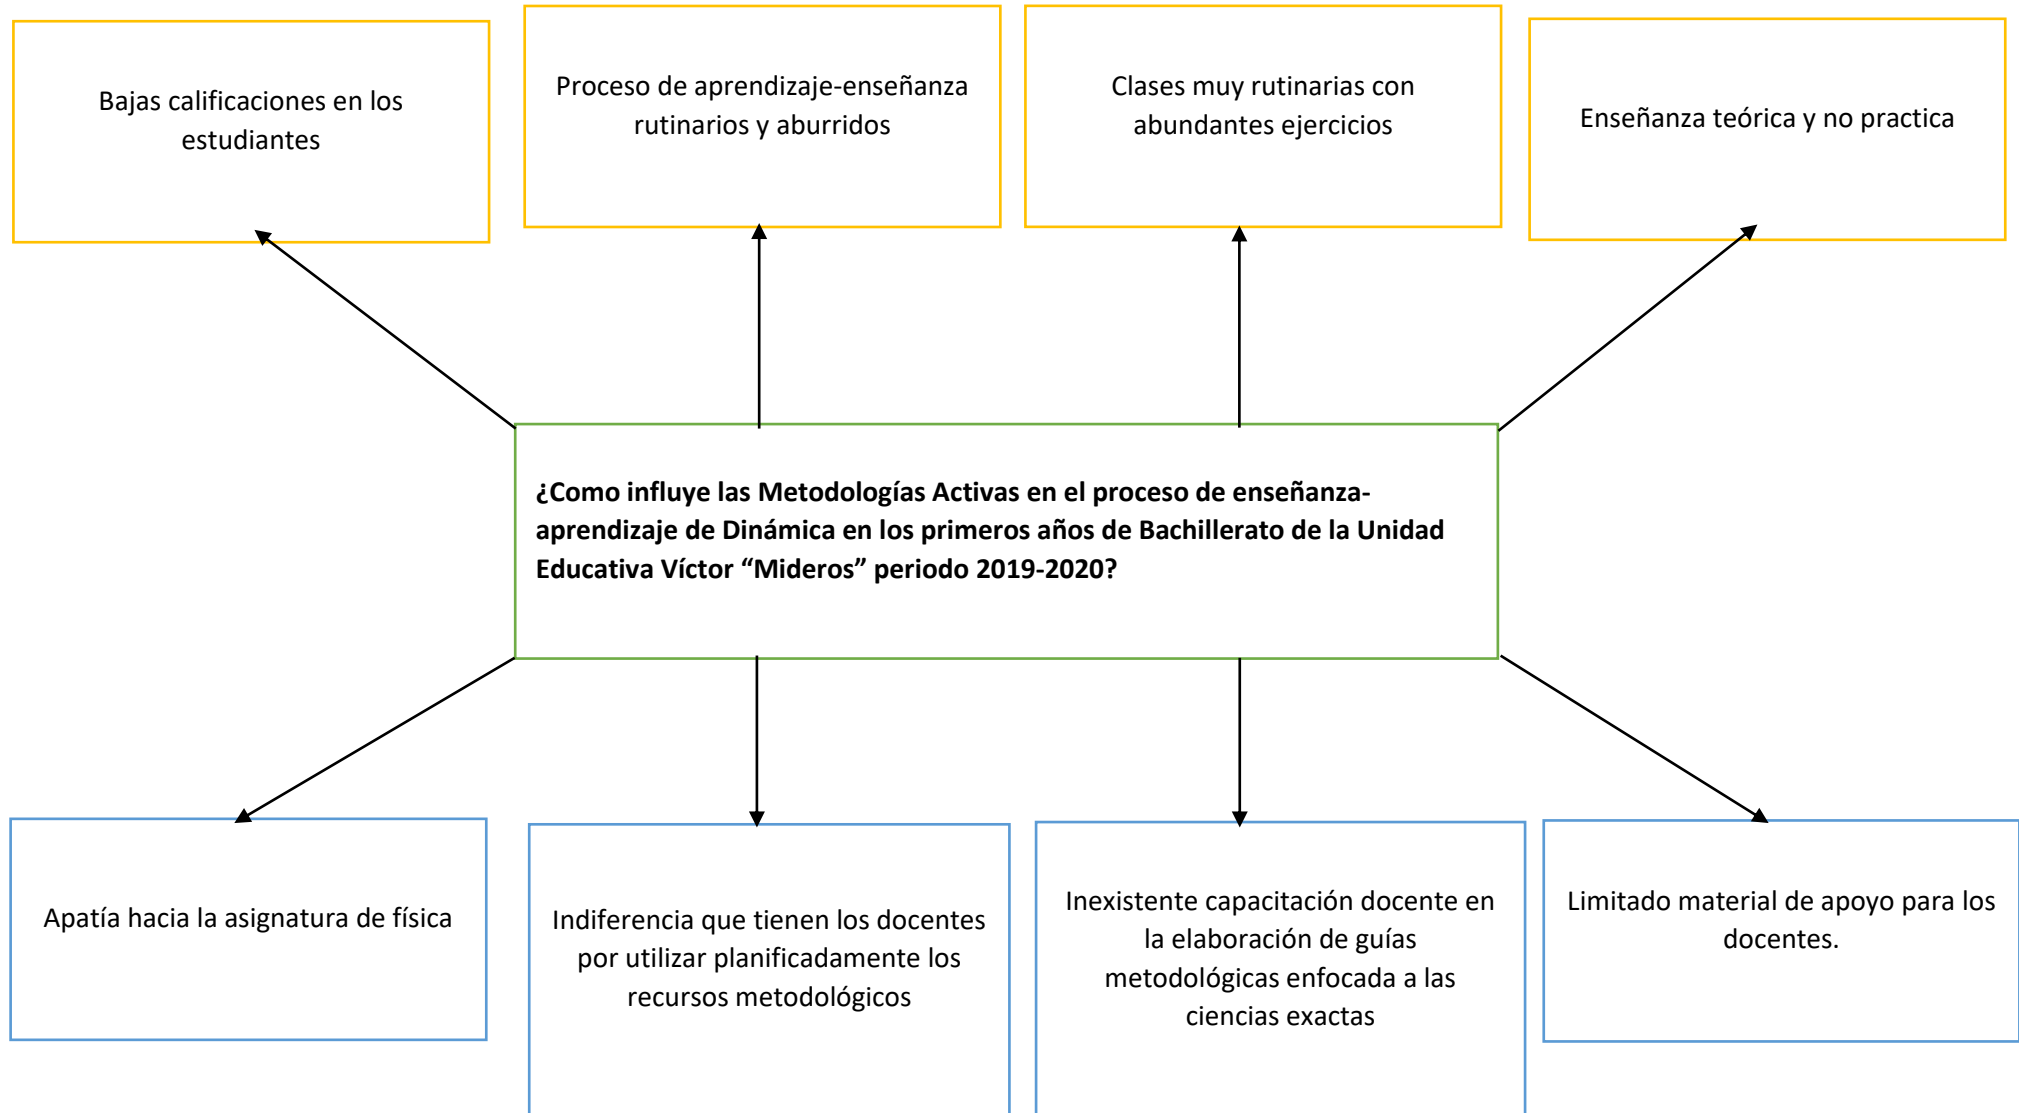 Bajas calificaciones en los
estudiantes
Proceso de aprendizaje-enseñanza
rutinarios y aburridos
Clases muy rutinarias con
abundantes ejercicios
Enseñanza teórica y no practica
¿Como influye las Metodologías Activas en el proceso de enseñanza-
aprendizaje de Dinámica en los primeros años de Bachillerato de la Unidad
Educativa Víctor “Mideros” periodo 2019-2020?
Apatía hacia la asignatura de física
Indiferencia que tienen los docentes
por utilizar planificadamente los
recursos metodológicos
Inexistente capacitación docente en
la elaboración de guías
metodológicas enfocada a las
ciencias exactas
Limitado material de apoyo para los
docentes.